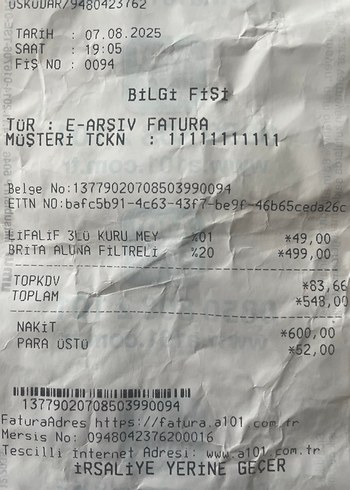 ÜSKÜDAR/9480423762
TARİH : 07.08.2025
SAAT : 19:05
FİŞ NO : 0094
BİLGİ FİŞİ
TÜR : E-ARŞİV FATURA
MÜŞTERİ TCKN : 11111111111
Belge No:13779020708503990094
ETTN NO:bafc5b91-4c63-43f7-be9f-46b65ceda26c
LIFALİF 3LÜ KURU MEY %01 *49,00
BRITA ALUNA FİLTRELİ %20 *499,00
TOPKDV *83,66
TOPLAM *548,00
NAKİT *600,00
PARA ÜSTÜ *52,00
13779020708503990094
FaturaAdres https://fatura.a101.com.tr
Mersis No: 0948042376200016
Tescilli İnternet Adresi: www.a101.com.tr
İRSALİYE YERİNE GEÇER